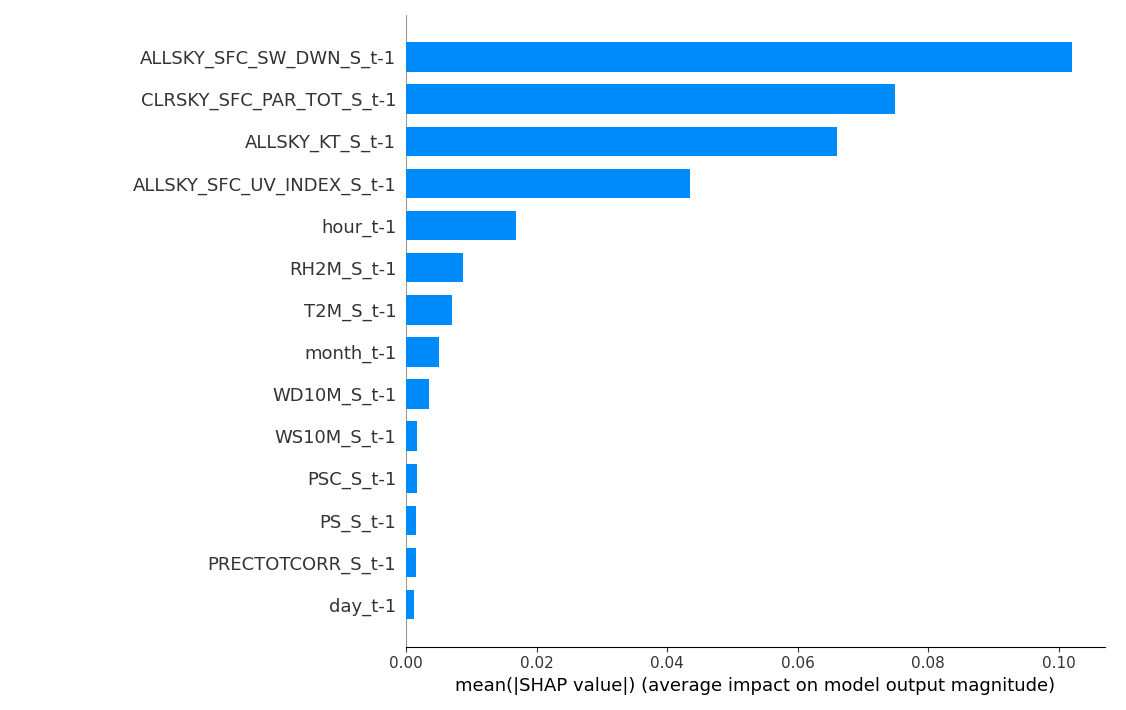 ALLSKY_SFC_SW_DWN_S_t-1
CLRSKY_SFC_PAR_TOT_S_t-1
ALLSKY_KT_S_t-1
ALLSKY_SFC_UV_INDEX_S_t-1
hour_t-1
RH2M_S_t-1
T2M_S_t-1
month_t-1
WD10M_S_t-1
WS10M_S_t-1
PSC_S_t-1
PS_S_t-1
PRECTOTCORR_S_t-1
day_t-1
0.00 0.02 0.04 0.06 0.08 0.10
mean(|SHAP value|) (average impact on model output magnitude)